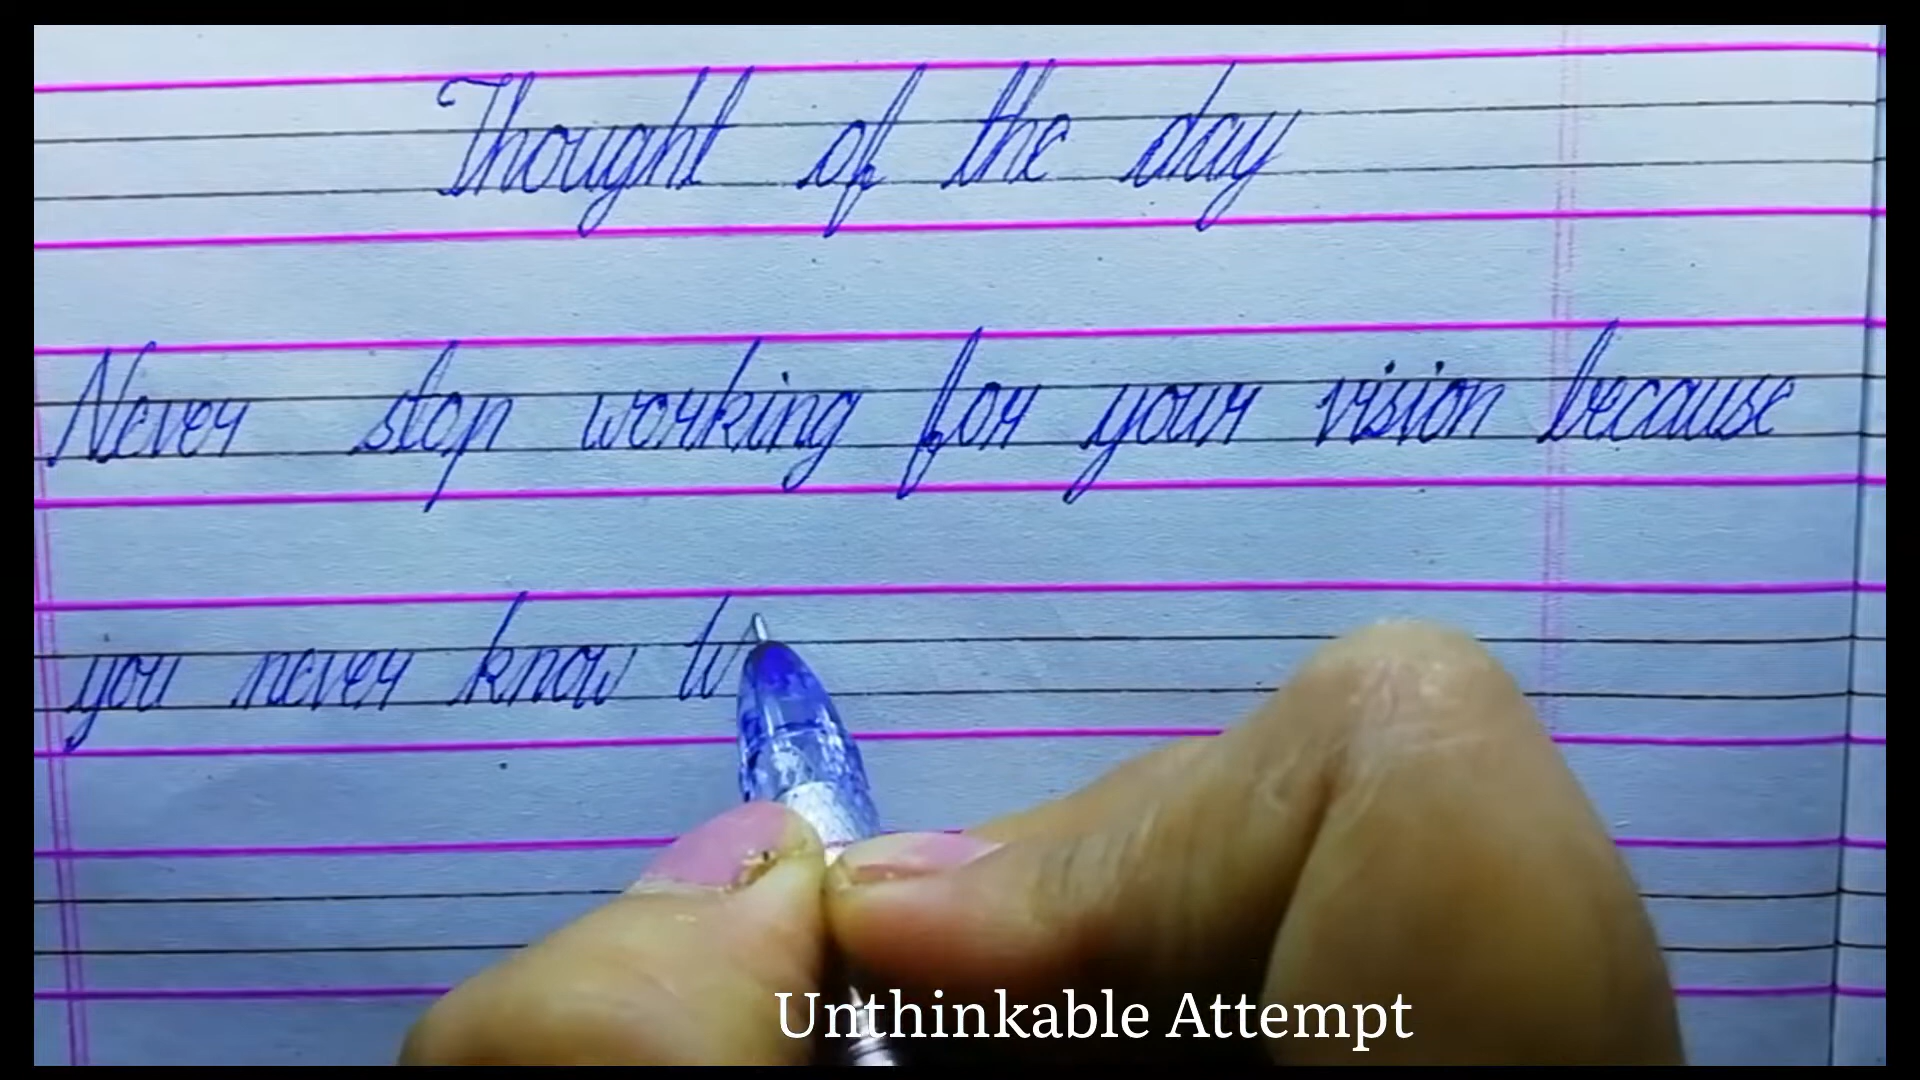 Thought of the day
Never stop working for your vision because
you never know W
Unthinkable Attempt